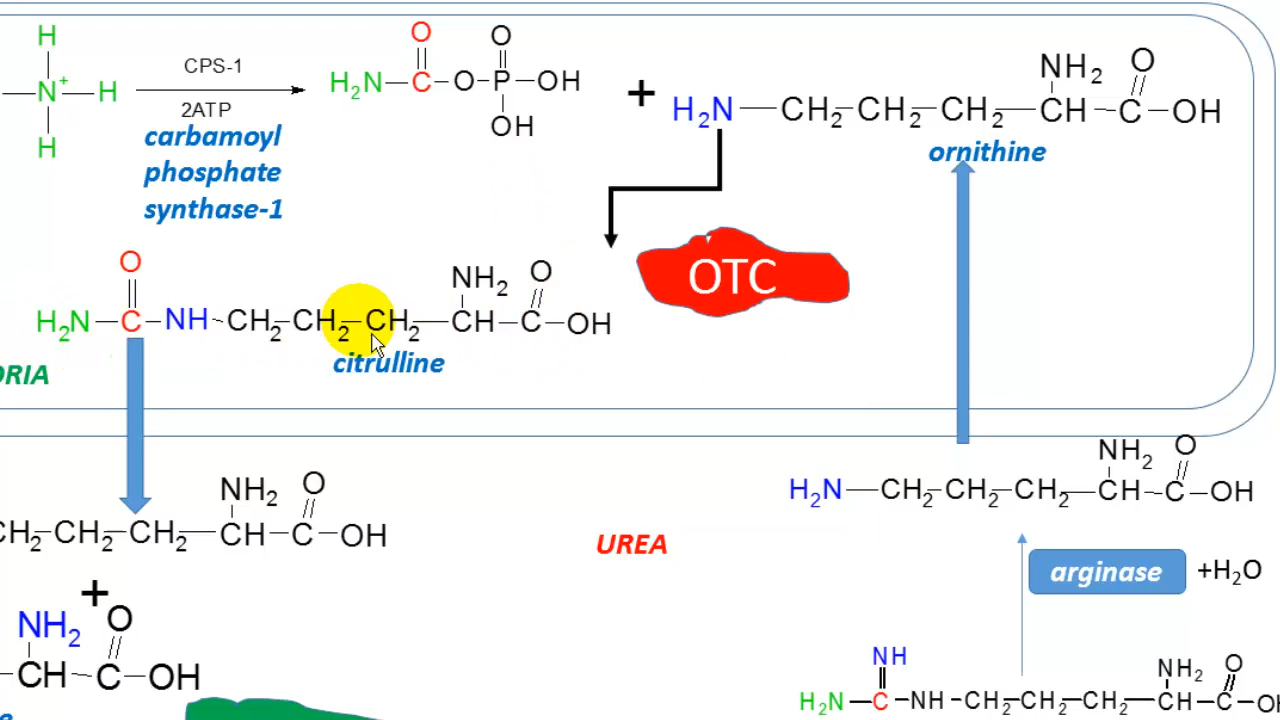 H
N+ H
H
CPS-1
2ATP
carbamoyl
phosphate
synthase-1
O O
H2N C O P OH
OH
+
NH2 O
H2N CH2 CH2 CH2 CH C OH
ornithine
OTC
O NH2 O
H2N C NH CH2 CH2 CH2 CH C OH
citrulline
ORIA
NH2 O
CH2 CH2 CH2 CH C OH
NH2 O
H2N CH2 CH2 CH2 CH C OH
UREA
arginase +H2O
+
NH2 O
CH C OH
NH NH2 O
H2N C NH CH2 CH2 CH2 CH C OH